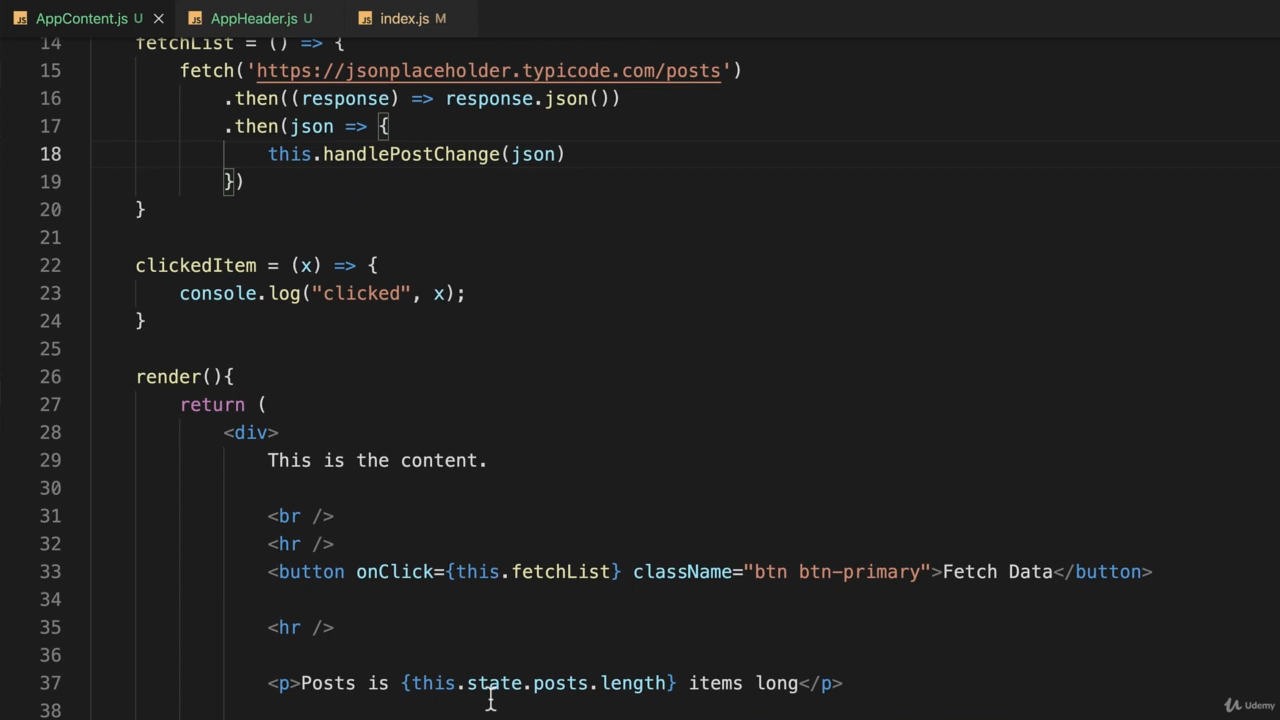 AppContent.js U
AppHeader.js U
index.js M
14 fetchList = () => {
15 fetch('https://jsonplaceholder.typicode.com/posts')
16 .then((response) => response.json())
17 .then(json => {
18 this.handlePostChange(json)
19 })
20 }
21
22 clickedItem = (x) => {
23 console.log("clicked", x);
24 }
25
26 render(){
27 return (
28 <div>
29 This is the content.
30
31 <br />
32 <hr />
33 <button onClick={this.fetchList} className="btn btn-primary">Fetch Data</button>
34
35 <hr />
36
37 <p>Posts is {this.state.posts.length} items long</p>
38
Udemy